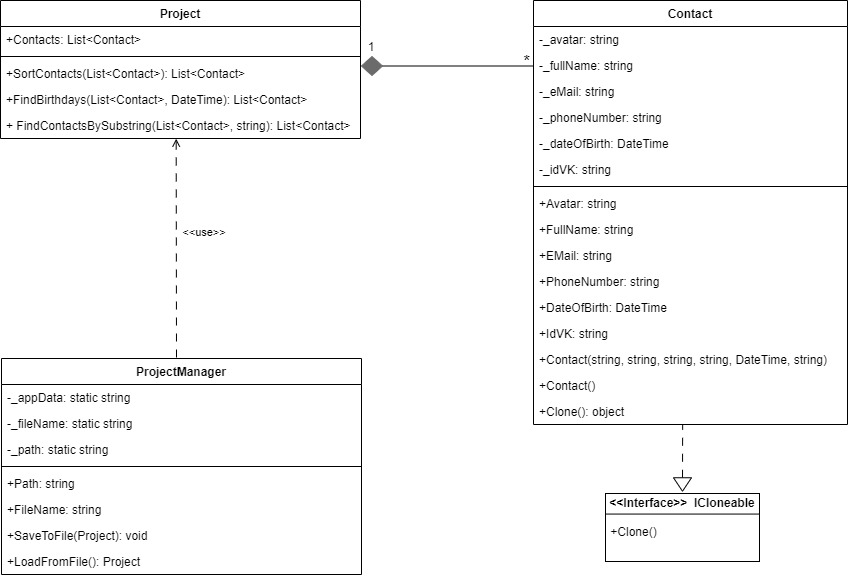 Project
+Contacts: List<Contact>
+SortContacts(List<Contact>): List<Contact>
+FindBirthdays(List<Contact>, DateTime): List<Contact>
+ FindContactsBySubstring(List<Contact>, string): List<Contact>
1
*
Contact
-_avatar: string
-_fullName: string
-_eMail: string
-_phoneNumber: string
-_dateOfBirth: DateTime
-_idVK: string
+Avatar: string
+FullName: string
+EMail: string
+PhoneNumber: string
+DateOfBirth: DateTime
+IdVK: string
+Contact(string, string, string, string, DateTime, string)
+Contact()
+Clone(): object
<<use>>
ProjectManager
-_appData: static string
-_fileName: static string
-_path: static string
+Path: string
+FileName: string
+SaveToFile(Project): void
+LoadFromFile(): Project
<<Interface>> ICloneable
+Clone()